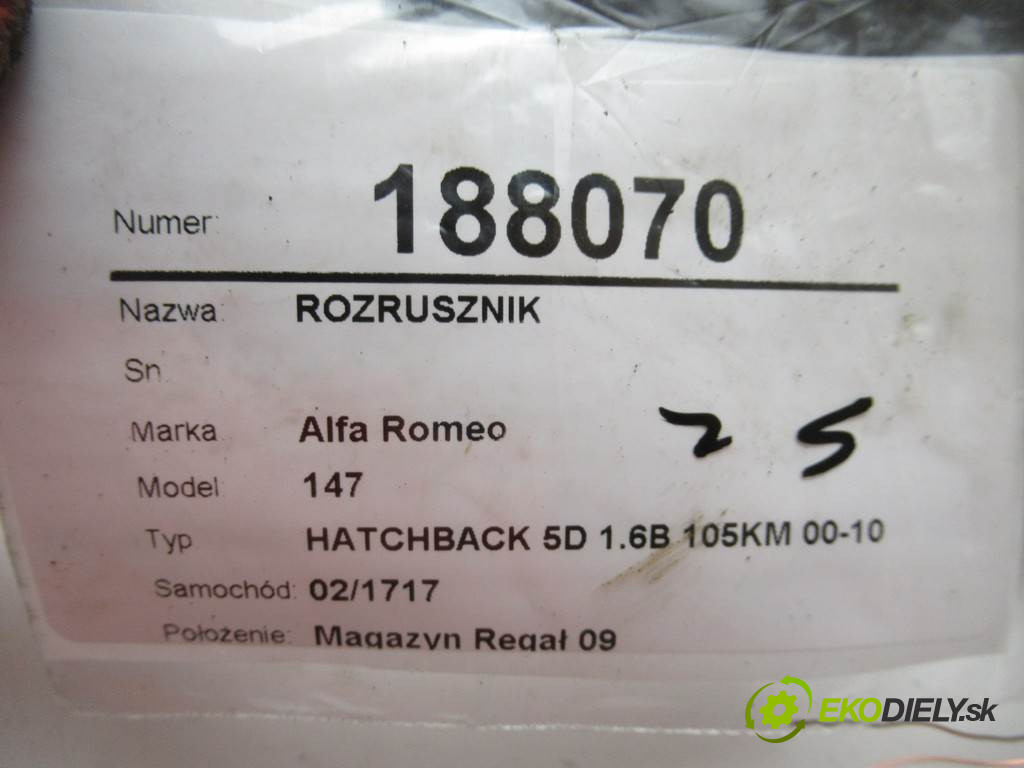 Numer: 188070
Nazwa: ROZRUSZNIK
Sn
Marka Alfa Romeo
2 5
Model 147
Typ HATCHBACK 5D 1.6B 105KM 00-10
Samochód: 02/1717
Położenie: Magazyn Regał 09
EKODIELY.sk